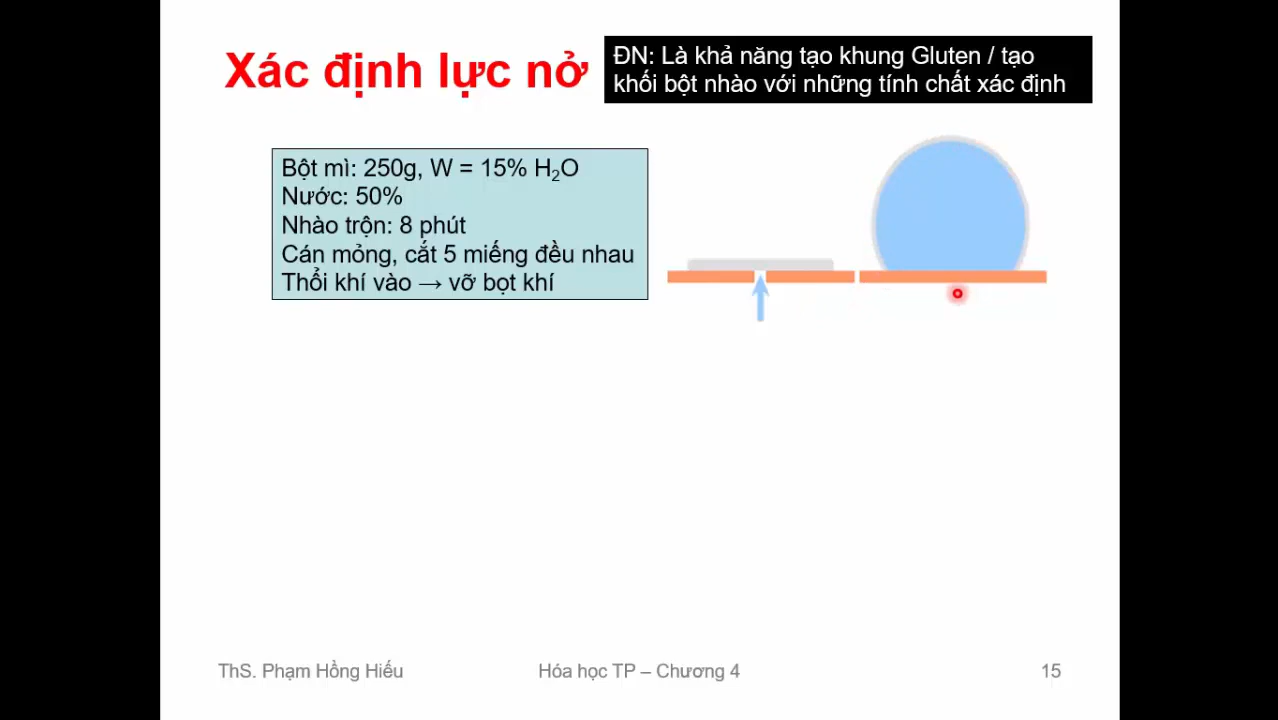 Xác định lực nở
ĐN: Là khả năng tạo khung Gluten / tạo
khối bột nhào với những tính chất xác định
Bột mì: 250g, W = 15% H₂O
Nước: 50%
Nhào trộn: 8 phút
Cán mỏng, cắt 5 miếng đều nhau
Thổi khí vào → vỡ bọt khí
ThS. Phạm Hồng Hiếu
Hóa học TP – Chương 4
15